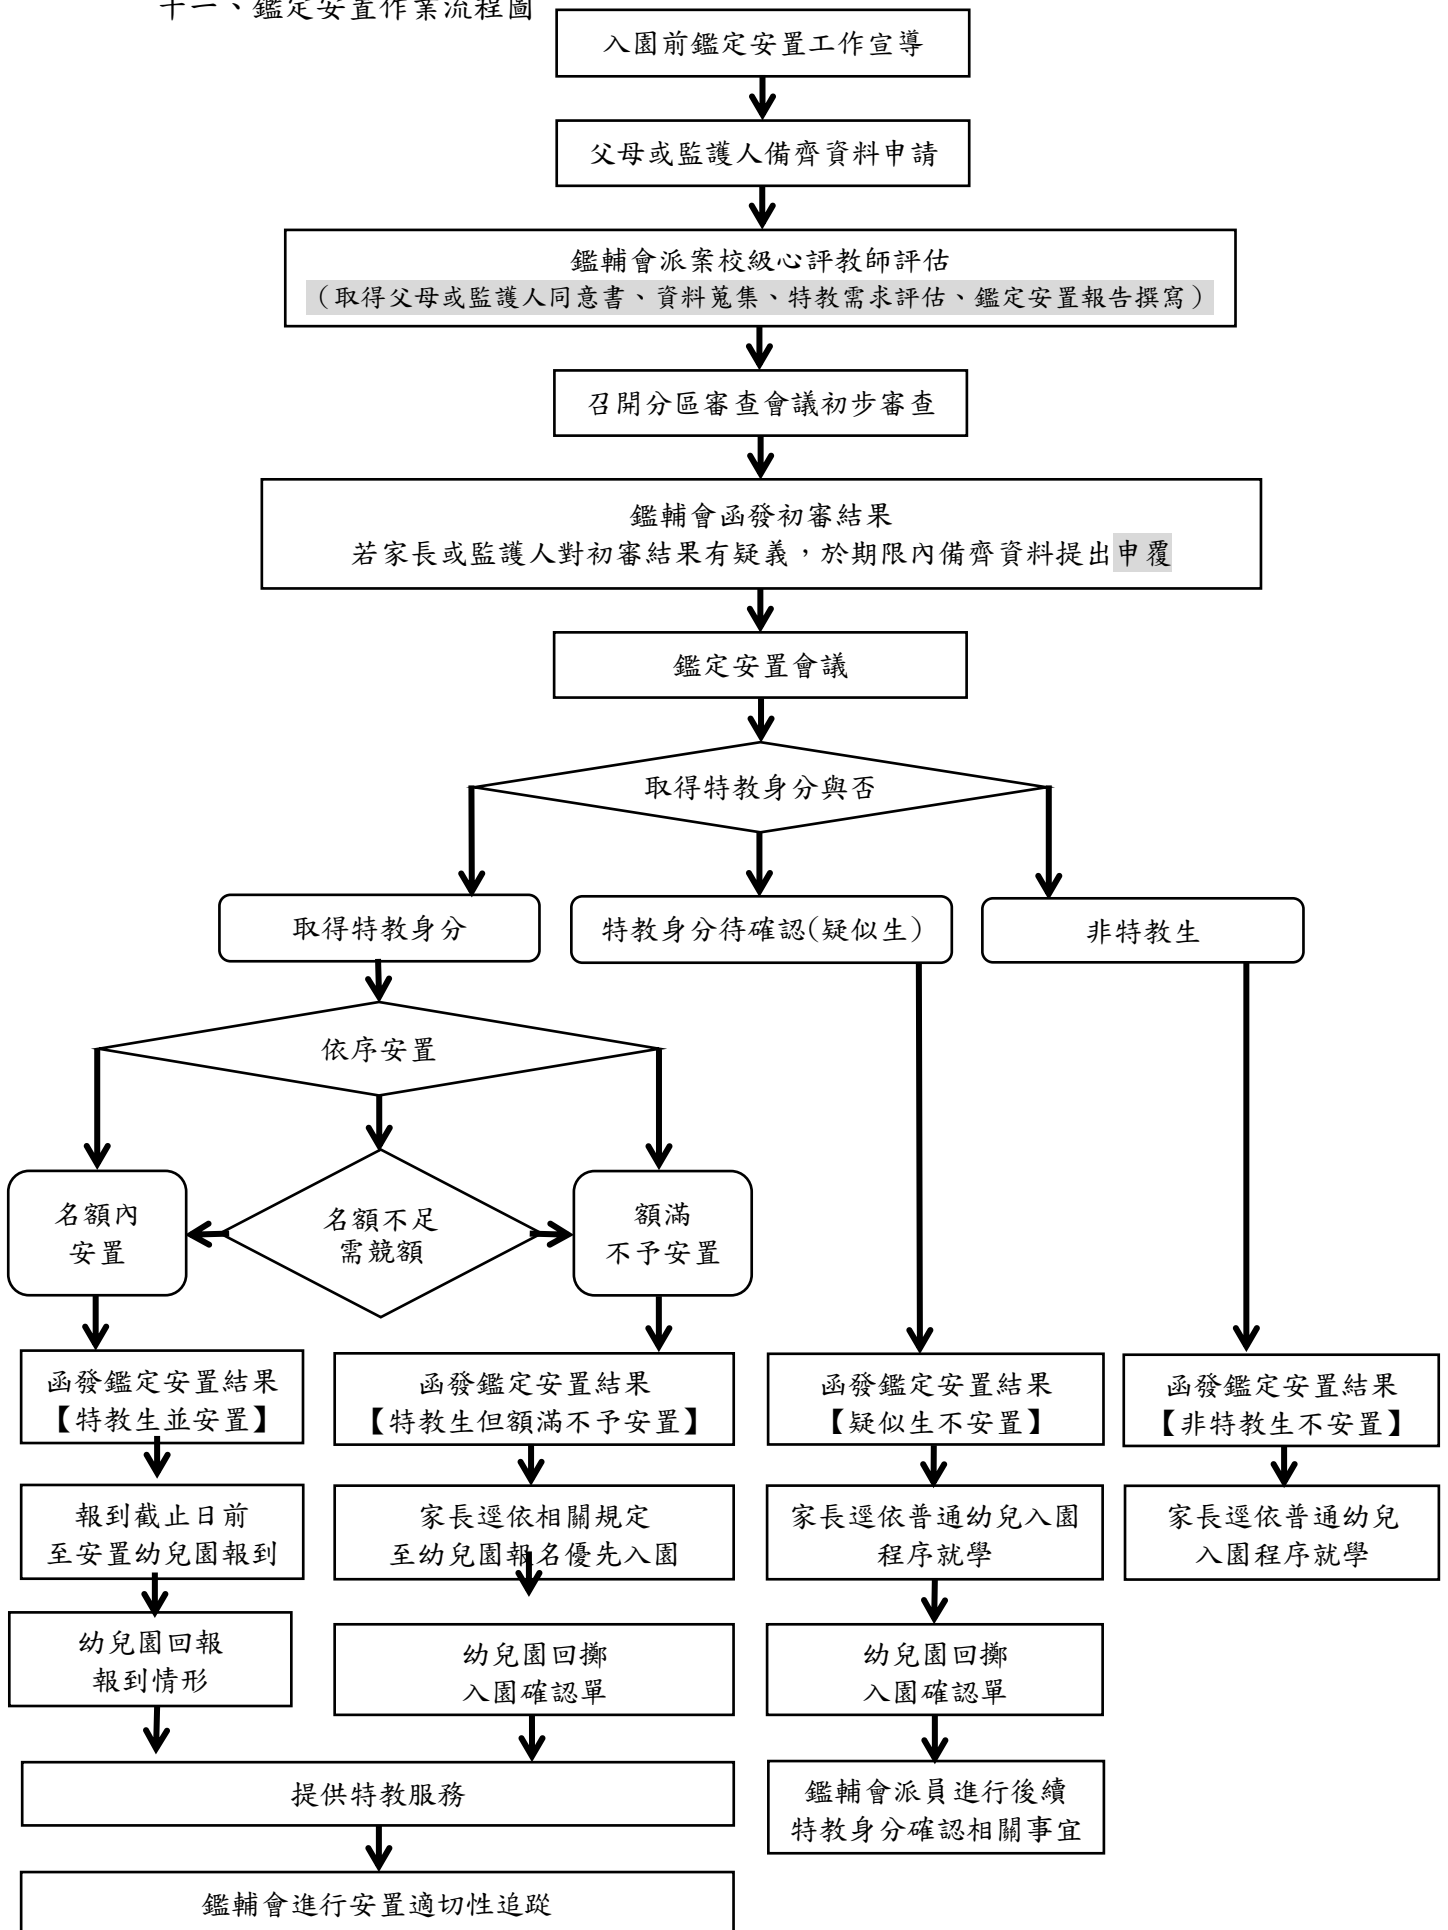 十一、鑑定安置作業流程圖
入園前鑑定安置工作宣導
父母或監護人備齊資料申請
鑑輔會派案校級心評教師評估
（取得父母或監護人同意書、資料蒐集、特教需求評估、鑑定安置報告撰寫）
召開分區審查會議初步審查
鑑輔會函發初審結果
若家長或監護人對初審結果有疑義，於期限內備齊資料提出申覆
鑑定安置會議
取得特教身分與否
取得特教身分
特教身分待確認(疑似生)
非特教生
依序安置
名額內
安置
名額不足
需競額
額滿
不予安置
函發鑑定安置結果
【特教生並安置】
函發鑑定安置結果
【特教生但額滿不予安置】
函發鑑定安置結果
【疑似生不安置】
函發鑑定安置結果
【非特教生不安置】
報到截止日前
至安置幼兒園報到
家長逕依相關規定
至幼兒園報名優先入園
家長逕依普通幼兒入園
程序就學
家長逕依普通幼兒
入園程序就學
幼兒園回報
報到情形
幼兒園回擲
入園確認單
幼兒園回擲
入園確認單
提供特教服務
鑑輔會派員進行後續
特教身分確認相關事宜
鑑輔會進行安置適切性追蹤